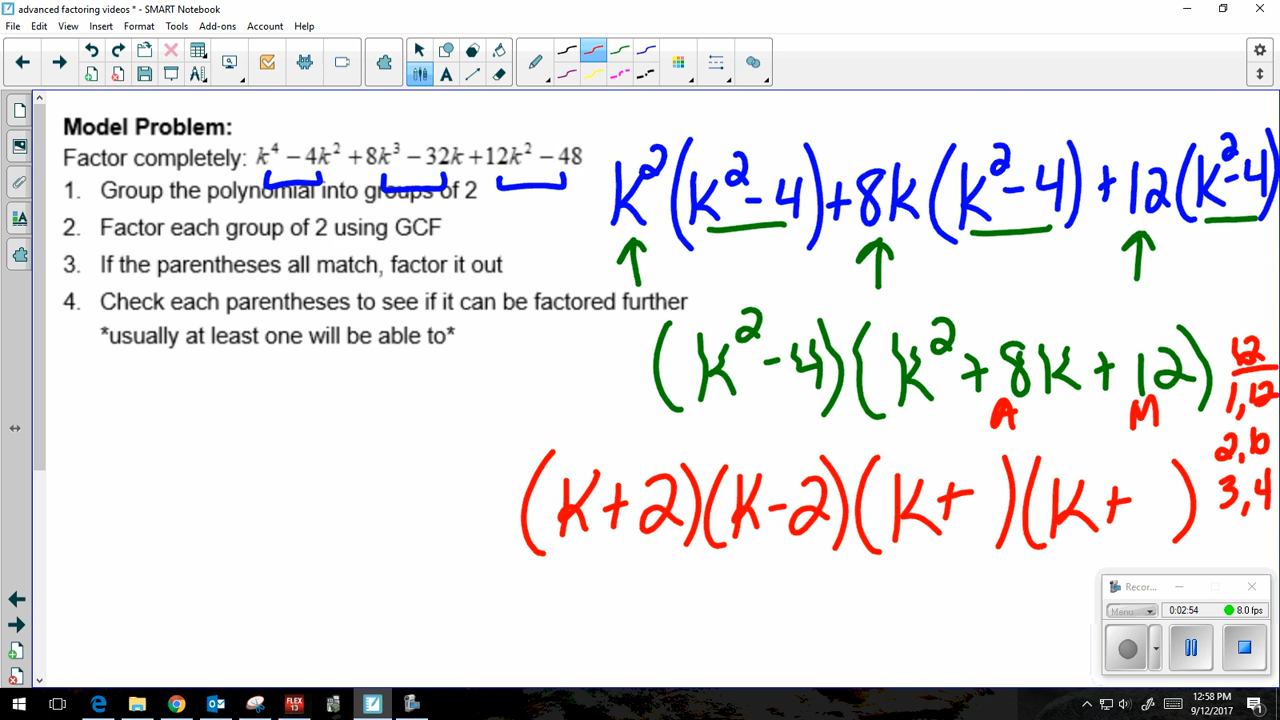 advanced factoring videos * - SMART Notebook
File Edit View Insert Format Tools Add-ons Account Help
Model Problem:
Factor completely: k⁴ − 4k² + 8k³ − 32k + 12k² − 48
1. Group the polynomial into groups of 2
2. Factor each group of 2 using GCF
3. If the parentheses all match, factor it out
4. Check each parentheses to see if it can be factored further
*usually at least one will be able to*
k²(k²-4)+8k(k²-4)+12(k²-4)
(k²-4)(k²+8k+12)
A M
12
1,12
2,6
3,4
(k+2)(k-2)(k+ )(k+ )
Recor...
Menu 0:02:54 8.0 fps
12:58 PM
9/12/2017